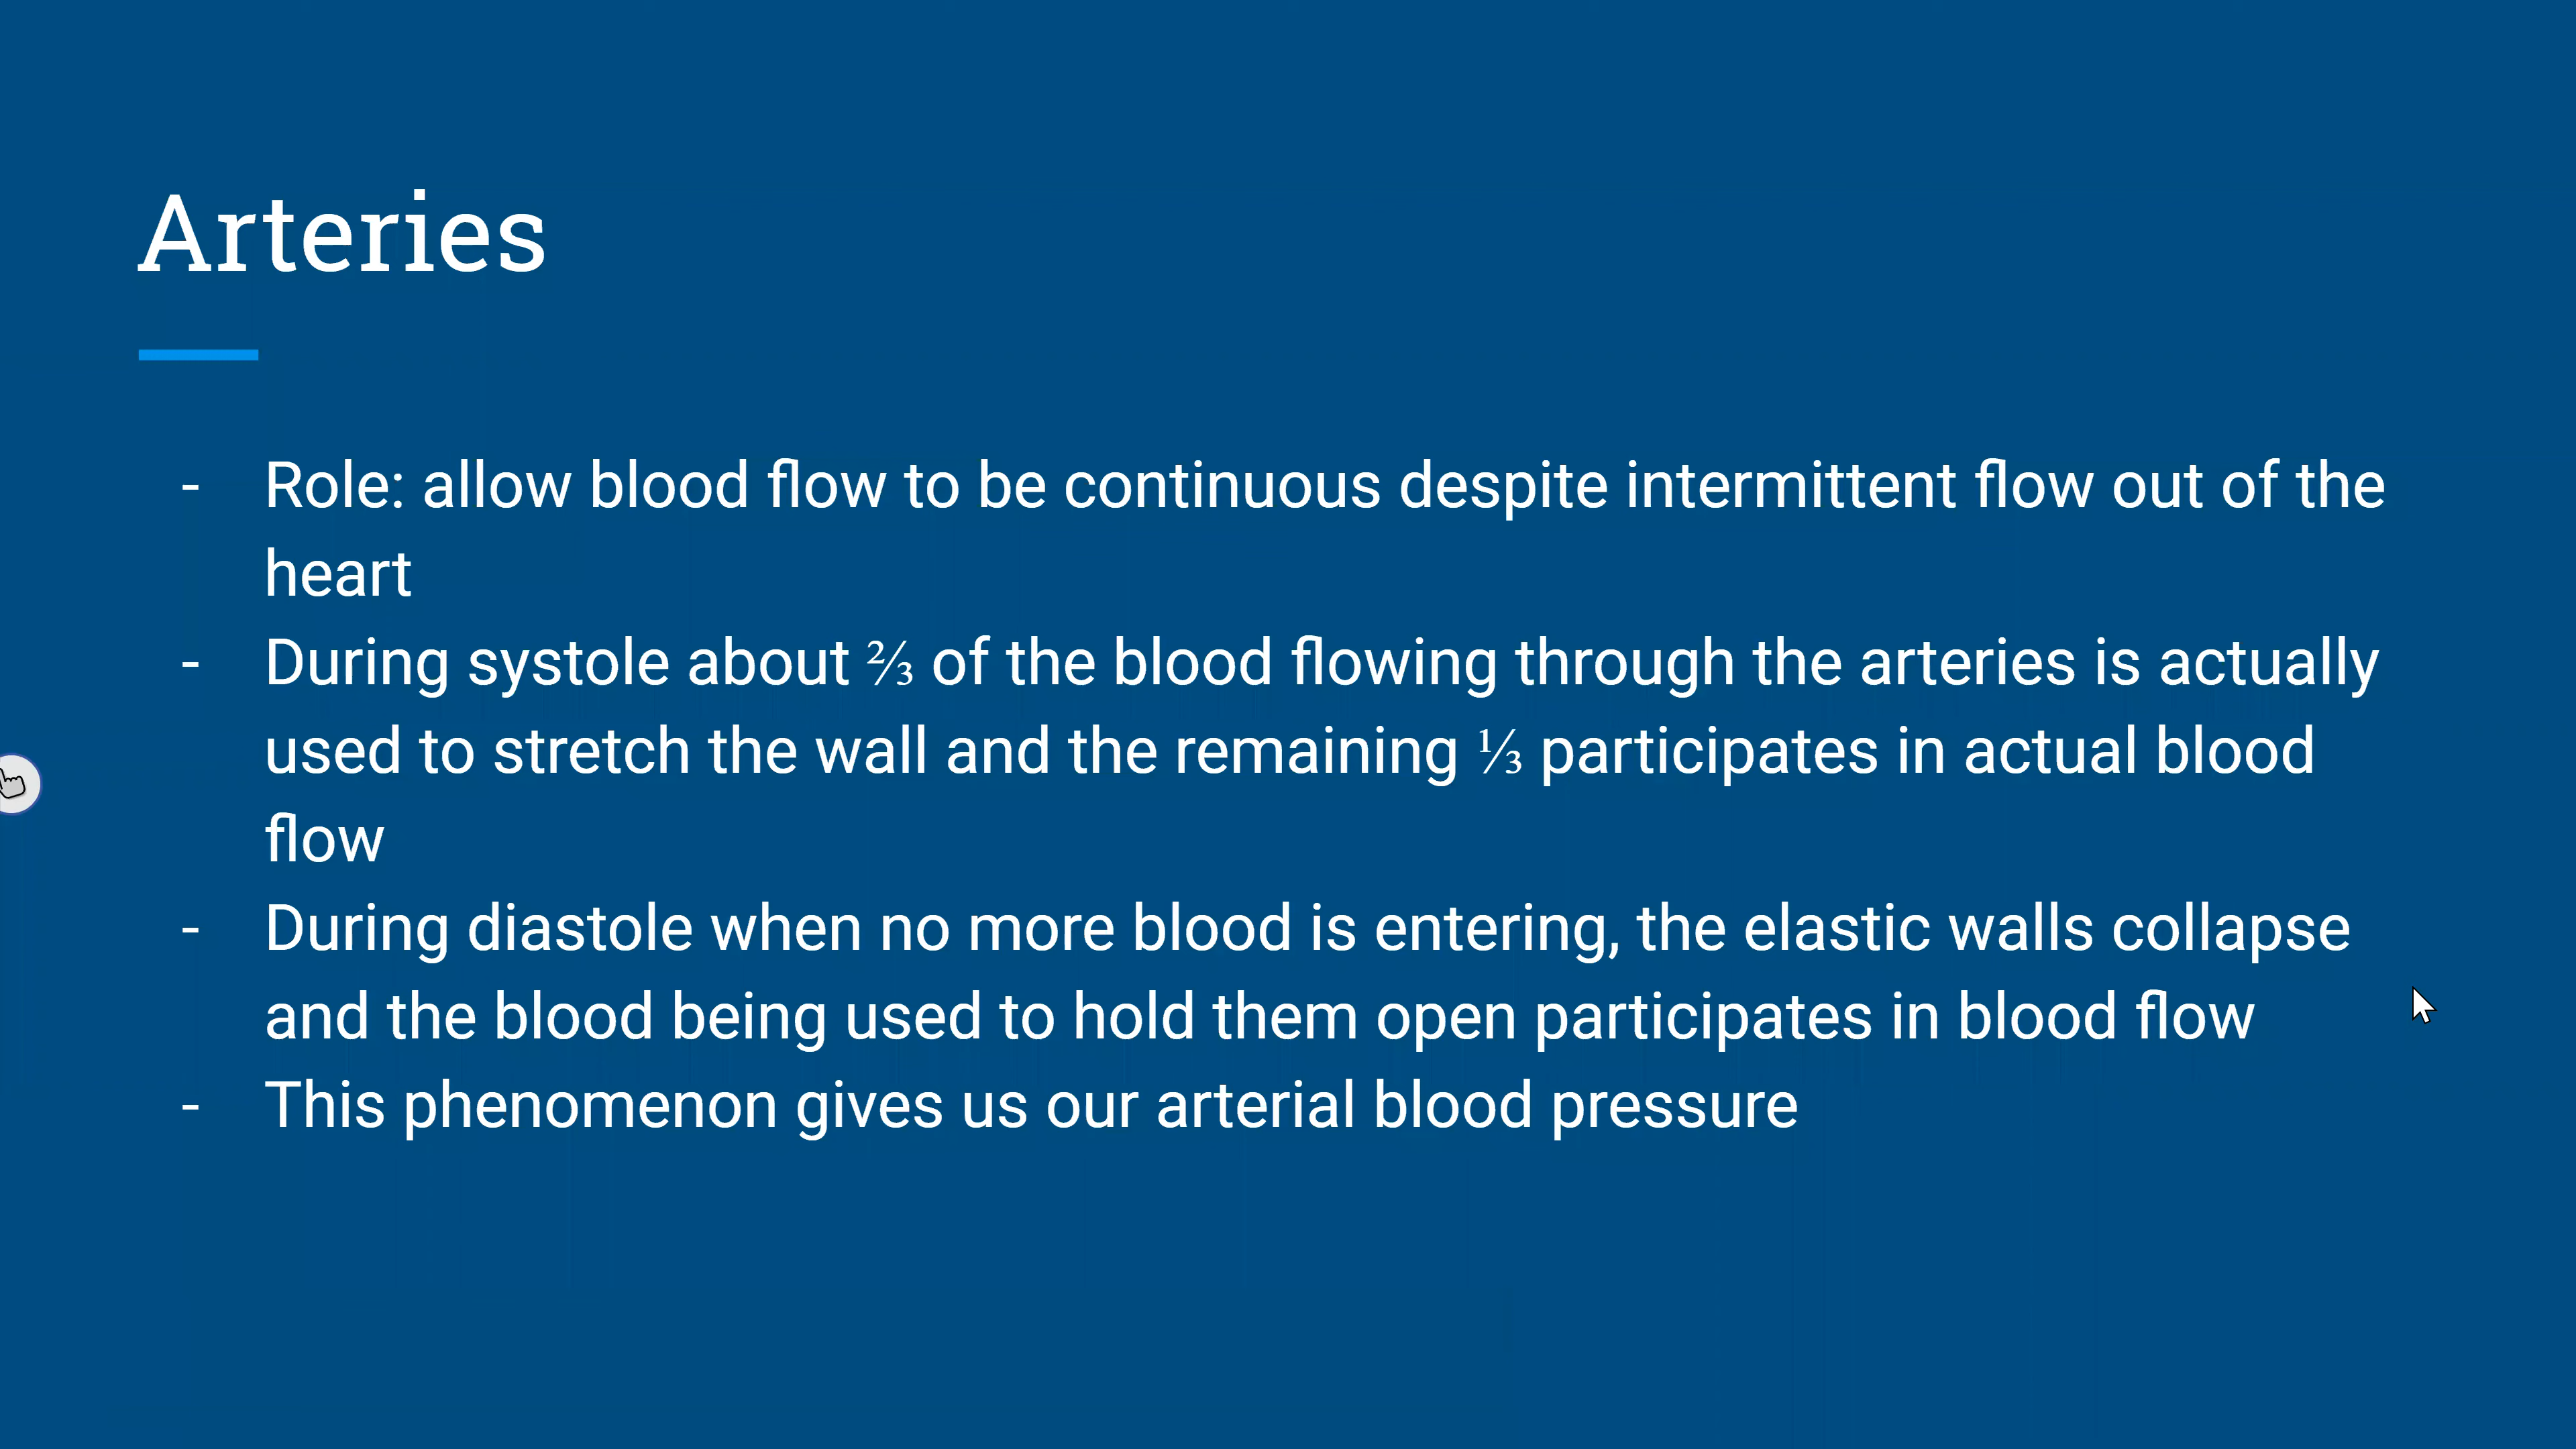 Arteries
- Role: allow blood flow to be continuous despite intermittent flow out of the
heart
- During systole about ⅔ of the blood flowing through the arteries is actually
used to stretch the wall and the remaining ⅓ participates in actual blood
flow
- During diastole when no more blood is entering, the elastic walls collapse
and the blood being used to hold them open participates in blood flow
- This phenomenon gives us our arterial blood pressure